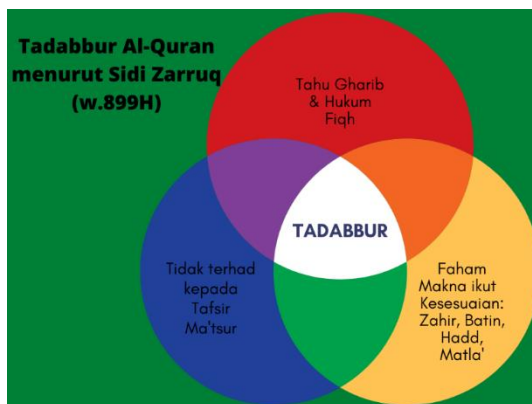 Tadabbur Al-Quran
menurut Sidi Zarruq
(w.899H)
Tahu Gharib
& Hukum
Fiqh
TADABBUR
Tidak terhad
kepada
Tafsir
Ma'tsur
Faham
Makna ikut
Kesesuaian:
Zahir, Batin,
Hadd,
Matla'